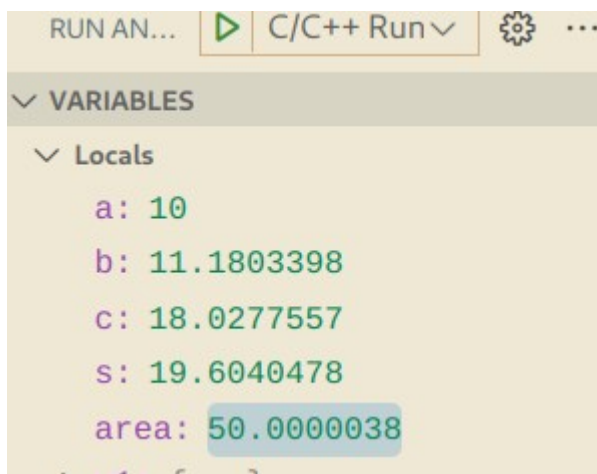 RUN AN... C/C++ Run ...
VARIABLES
Locals
a: 10
b: 11.1803398
c: 18.0277557
s: 19.6040478
area: 50.0000038